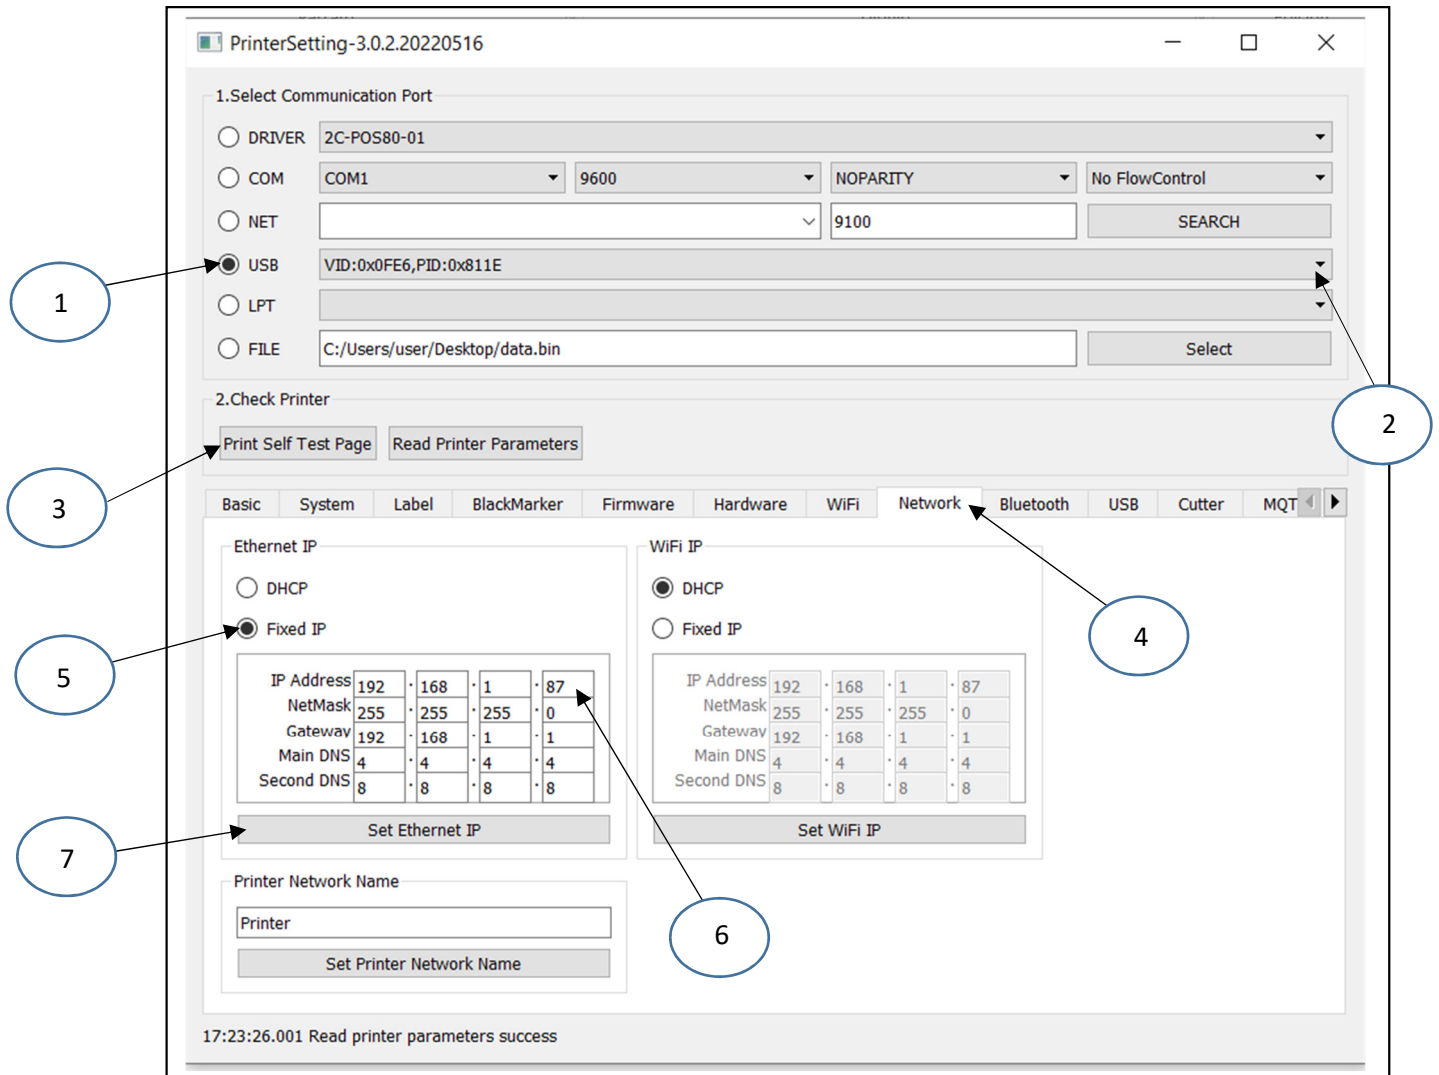 PrinterSetting-3.0.2.20220516
1.Select Communication Port
DRIVER 2C-POS80-01
COM COM1 9600 NOPARITY No FlowControl
NET 9100 SEARCH
USB VID:0x0FE6,PID:0x811E
1
LPT
FILE C:/Users/user/Desktop/data.bin Select
2.Check Printer
2
Print Self Test Page Read Printer Parameters
3
Basic System Label BlackMarker Firmware Hardware WiFi Network Bluetooth USB Cutter MQT
Ethernet IP WiFi IP
DHCP DHCP
Fixed IP Fixed IP
4
5
IP Address 192 . 168 . 1 . 87 IP Address 192 . 168 . 1 . 87
NetMask 255 . 255 . 255 . 0 NetMask 255 . 255 . 255 . 0
Gateway 192 . 168 . 1 . 1 Gateway 192 . 168 . 1 . 1
Main DNS 4 . 4 . 4 . 4 Main DNS 4 . 4 . 4 . 4
Second DNS 8 . 8 . 8 . 8 Second DNS 8 . 8 . 8 . 8
Set Ethernet IP Set WiFi IP
7
Printer Network Name
Printer
6
Set Printer Network Name
17:23:26.001 Read printer parameters success